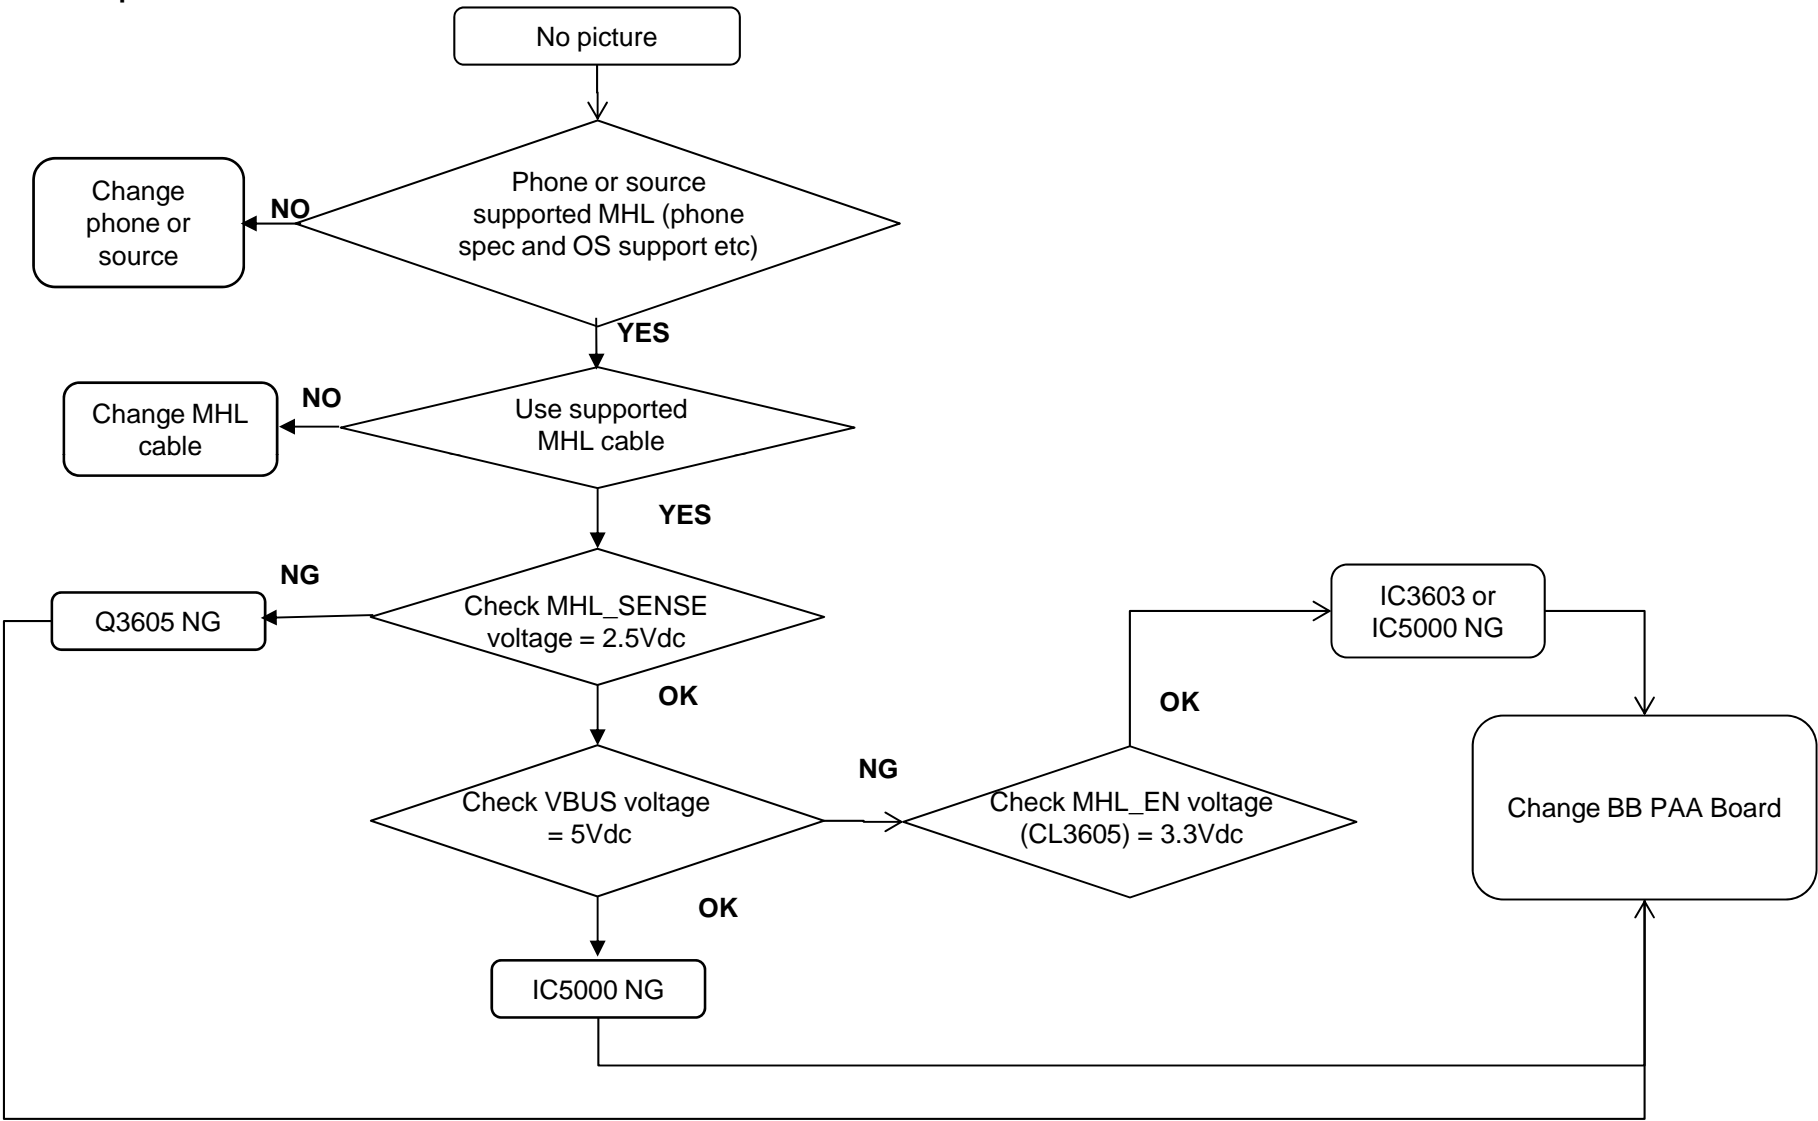 No picture
Phone or source
supported MHL (phone
spec and OS support etc)
NO
Change
phone or
source
YES
Use supported
MHL cable
NO
Change MHL
cable
YES
Check MHL_SENSE
voltage = 2.5Vdc
NG
Q3605 NG
OK
Check VBUS voltage
= 5Vdc
NG
Check MHL_EN voltage
(CL3605) = 3.3Vdc
OK
IC3603 or
IC5000 NG
Change BB PAA Board
OK
IC5000 NG